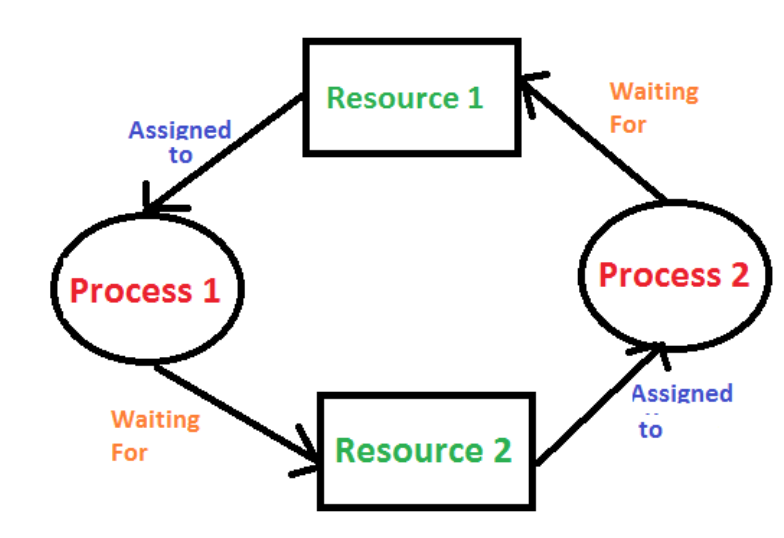 Resource 1
Waiting
For
Assigned
to
Process 1
Process 2
Waiting
For
Resource 2
Assigned
to